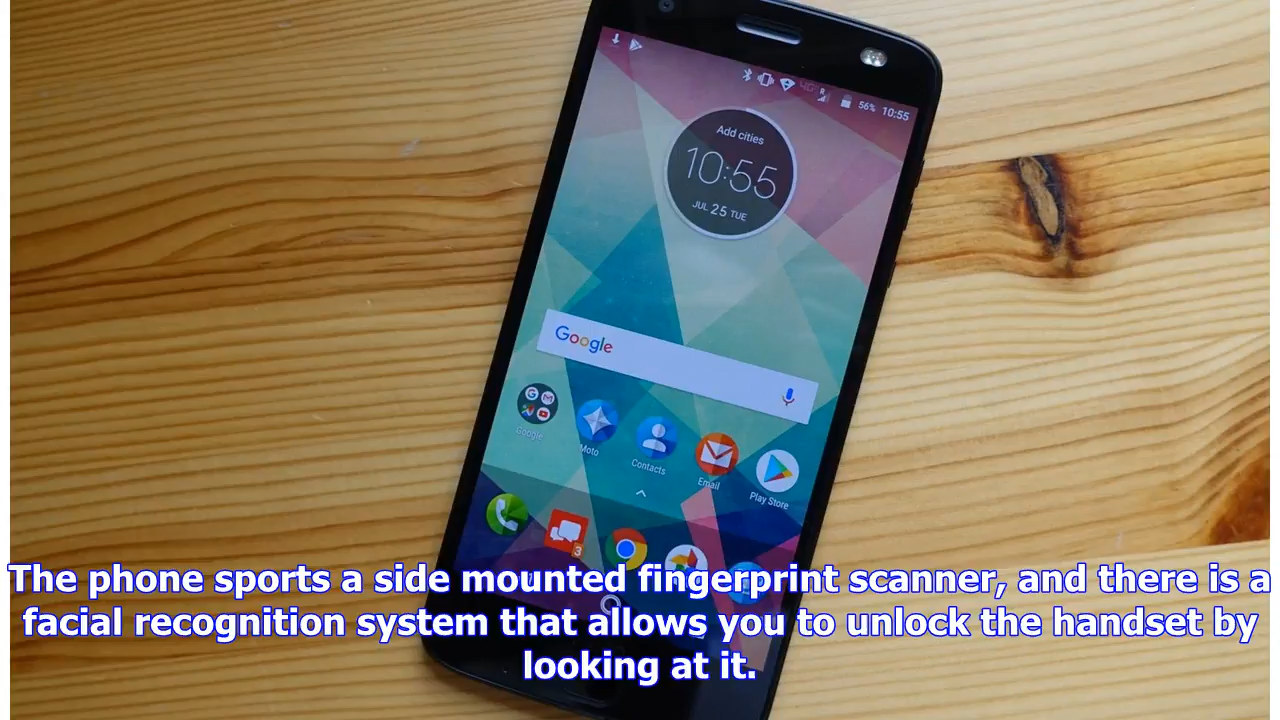 56% 10:55
Add cities
10:55
JUL 25 TUE
Google
Google
Moto
Contacts
Email
Play Store
3
The phone sports a side mounted fingerprint scanner, and there is a
facial recognition system that allows you to unlock the handset by
looking at it.